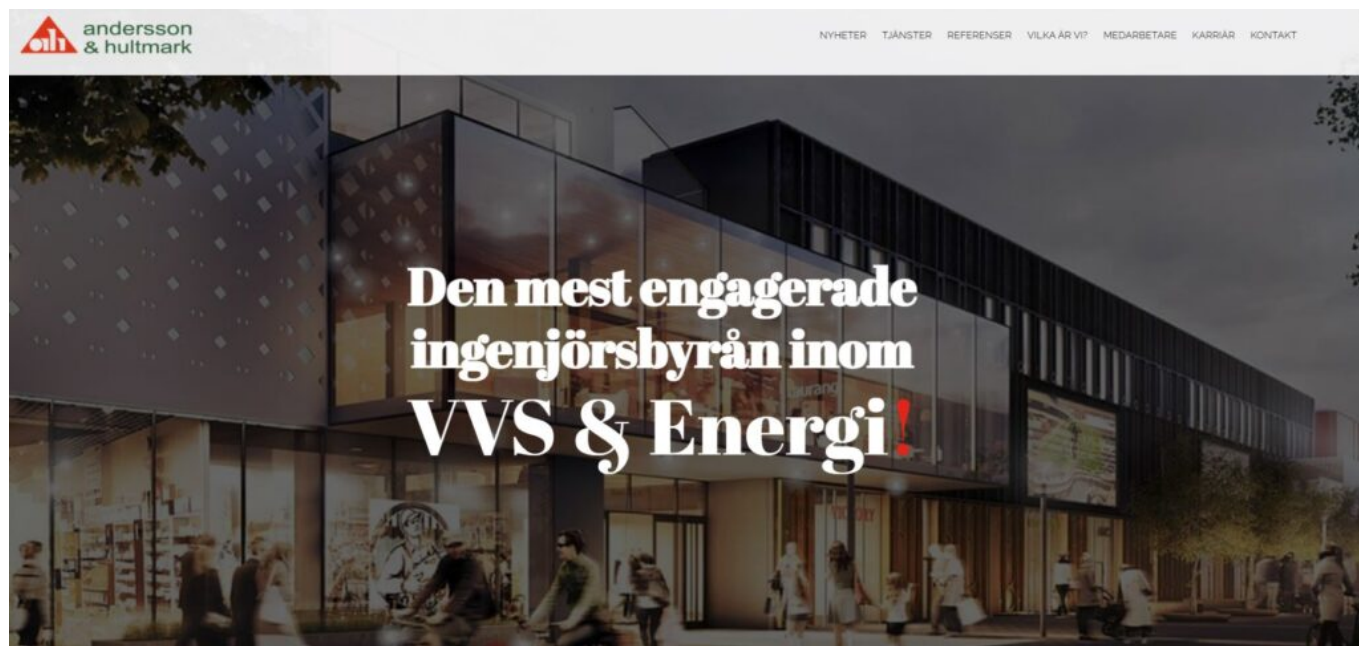 andersson
& hultmark
NYHETER TJÄNSTER REFERENSER VILKA ÄR VI? MEDARBETARE KARRIÄR KONTAKT
Den mest engagerade
ingenjörsbyrån inom
VVS & Energi!